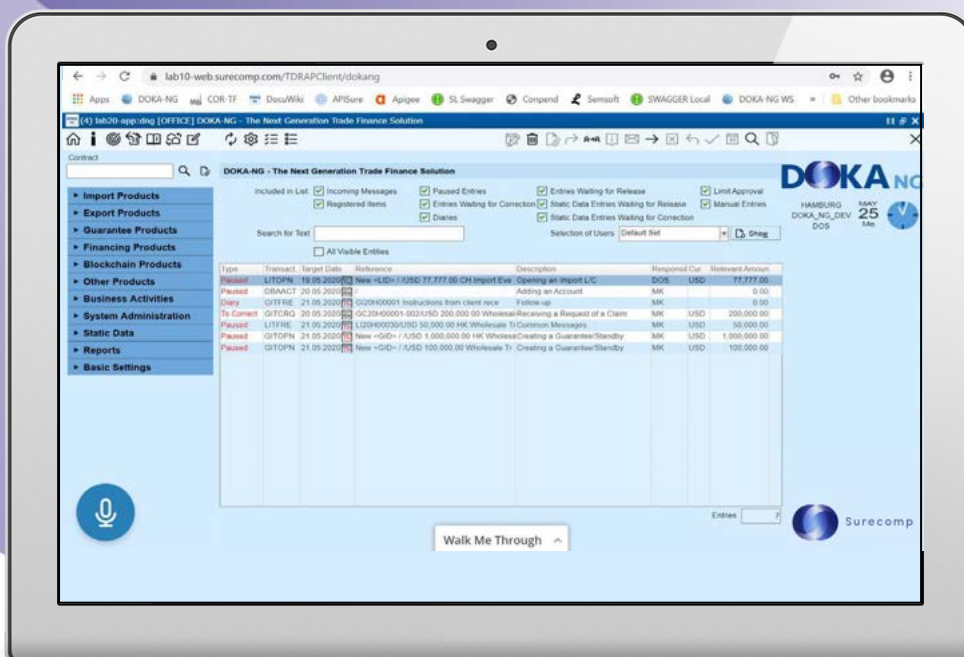 lab10-web.surecomp.com/TDRAPClient/dokang
Apps DOKA-NG COR-TF DocuWiki APISure Apigee SL Swagger Conpend Semsoft SWAGGER Local DOKA-NG WS » Other bookmarks
(4) lab20-app:dng [OFFICE] DOKA-NG - The Next Generation Trade Finance Solution
Contract
DOKA-NG - The Next Generation Trade Finance Solution
DOKA NG
Included in List Incoming Messages Paused Entries Entries Waiting for Release Limit Approval
Registered Items Entries Waiting for Correction Static Data Entries Waiting for Release Manual Entries
Diaries Static Data Entries Waiting for Correction
HAMBURG
DOKA_NG_DEV
DOS
MAY
25
Mo
Search for Text Selection of Users Default Set Show
All Visible Entities
Import Products
Export Products
Guarantee Products
Financing Products
Blockchain Products
Other Products
Business Activities
System Administration
Static Data
Reports
Basic Settings
Type Transact Target Date Reference Description Responsi Cur. Relevant Amoun
Paused LITOPN 19.05.2020 New <LID> / /USD 77,777.00 CH Import Eve Opening an Import L/C DOS USD 77,777.00
Paused DBAACT 20.05.2020 / Adding an Account MK 0.00
Diary GITFRE 21.05.2020 GI20H00001 Instructions from client rece Follow up MK 0.00
To Correct GITCRQ 20.05.2020 GC20H00001-002/USD 200,000.00 Wholesal Receiving a Request of a Claim MK USD 200,000.00
Paused LITFRE 21.05.2020 LI20H00030/USD 50,000.00 HK Wholesale Tr Common Messages MK USD 50,000.00
Paused GITOPN 21.05.2020 New <GID> / /USD 1,000,000.00 HK Wholesa Creating a Guarantee/Standby MK USD 1,000,000.00
Paused GITOPN 25.05.2020 New <GID> / /USD 100,000.00 Wholesale Tr Creating a Guarantee/Standby MK USD 100,000.00
Entries 7
Surecomp
Walk Me Through